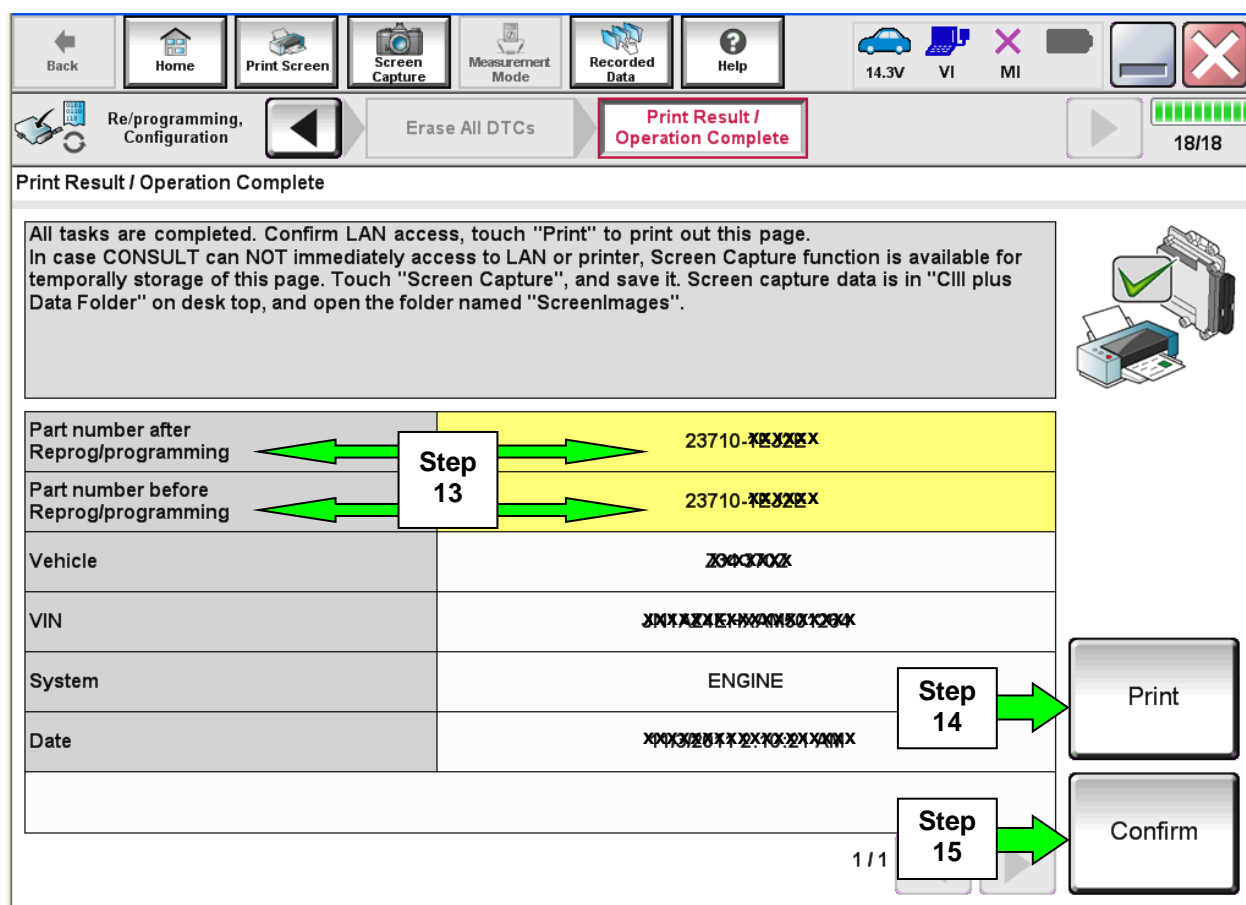 Back
Home
Print Screen
Screen
Capture
Measurement
Mode
Recorded
Data
Help
14.3V
VI
MI
Re/programming,
Configuration
Erase All DTCs
Print Result /
Operation Complete
18/18
Print Result / Operation Complete
All tasks are completed. Confirm LAN access, touch "Print" to print out this page.
In case CONSULT can NOT immediately access to LAN or printer, Screen Capture function is available for
temporally storage of this page. Touch "Screen Capture", and save it. Screen capture data is in "CIII plus
Data Folder" on desk top, and open the folder named "ScreenImages".
Part number after
Reprog/programming
23710-
Step
13
Part number before
Reprog/programming
23710-
Vehicle
VIN
System
ENGINE
Step
14
Print
Date
Step
15
Confirm
1 / 1